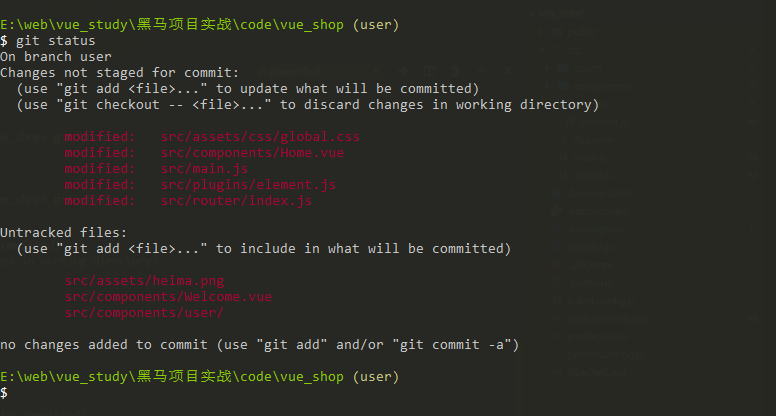 E:\web\vue_study\黑马项目实战\code\vue_shop (user)
$ git status
On branch user
Changes not staged for commit:
  (use "git add <file>..." to update what will be committed)
  (use "git checkout -- <file>..." to discard changes in working directory)
        modified:   src/assets/css/global.css
        modified:   src/components/Home.vue
        modified:   src/main.js
        modified:   src/plugins/element.js
        modified:   src/router/index.js
Untracked files:
  (use "git add <file>..." to include in what will be committed)
        src/assets/heima.png
        src/components/Welcome.vue
        src/components/user/
no changes added to commit (use "git add" and/or "git commit -a")
E:\web\vue_study\黑马项目实战\code\vue_shop (user)
$